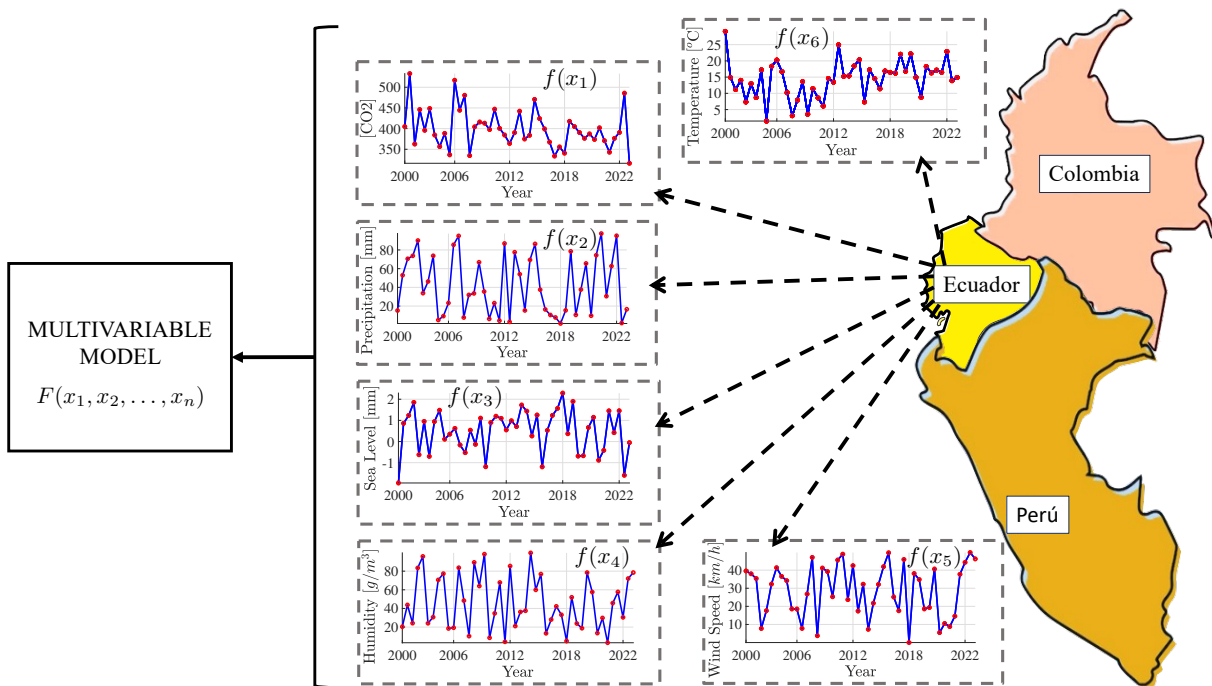 MULTIVARIABLE
MODEL
F(x₁, x₂, . . . , xₙ)
f(x₁)
[CO2]
500
450
400
350
2000 2006 2012 2018 2022
Year
f(x₂)
Precipitation [mm]
80
60
40
20
2000 2006 2012 2018 2022
Year
f(x₃)
Sea Level [mm]
2
1
0
-1
2000 2006 2012 2018 2022
Year
f(x₄)
Humidity [g/m³]
80
60
40
20
2000 2006 2012 2018 2022
Year
f(x₆)
Temperature [°C]
25
20
15
10
5
2000 2006 2012 2018 2022
Year
f(x₅)
Wind Speed [km/h]
40
30
20
10
2000 2006 2012 2018 2022
Year
Colombia
Ecuador
Perú